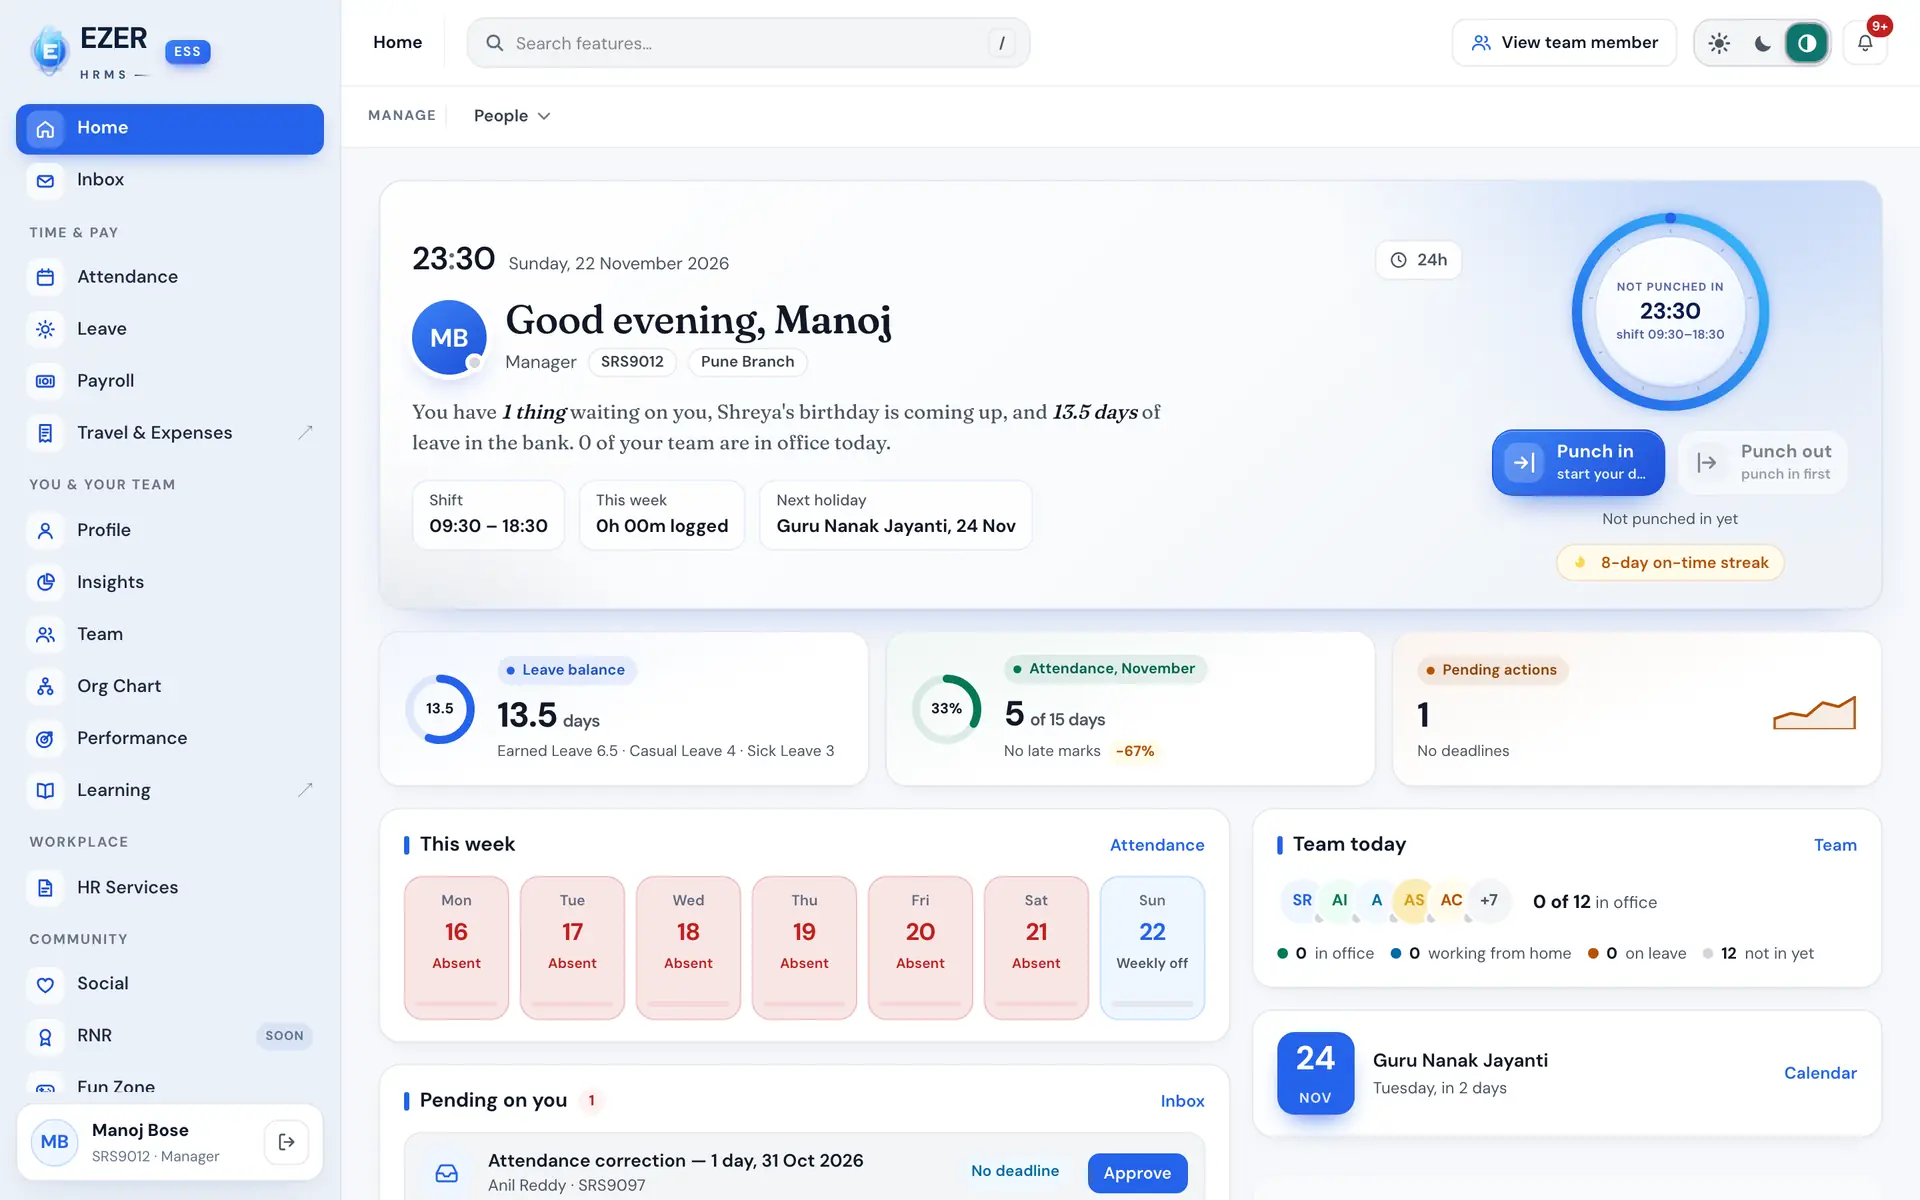 EZER
HRMS
ESS
Home
Inbox
TIME & PAY
Attendance
Leave
Payroll
Travel & Expenses
YOU & YOUR TEAM
Profile
Insights
Team
Org Chart
Performance
Learning
WORKPLACE
HR Services
COMMUNITY
Social
RNR
SOON
Fun Zone
MB
Manoj Bose
SRS9012 · Manager
Home
Search features...
/
View team member
9+
MANAGE
People
23:30 Sunday, 22 November 2026
24h
MB
Good evening, Manoj
Manager
SRS9012
Pune Branch
You have 1 thing waiting on you, Shreya's birthday is coming up, and 13.5 days of
leave in the bank. 0 of your team are in office today.
Shift
09:30 – 18:30
This week
0h 00m logged
Next holiday
Guru Nanak Jayanti, 24 Nov
NOT PUNCHED IN
23:30
shift 09:30–18:30
Punch in
start your d...
Punch out
punch in first
Not punched in yet
8-day on-time streak
13.5
Leave balance
13.5 days
Earned Leave 6.5 · Casual Leave 4 · Sick Leave 3
33%
Attendance, November
5 of 15 days
No late marks
-67%
Pending actions
1
No deadlines
This week
Attendance
Mon
16
Absent
Tue
17
Absent
Wed
18
Absent
Thu
19
Absent
Fri
20
Absent
Sat
21
Absent
Sun
22
Weekly off
Team today
Team
SR
AI
A
AS
AC
+7
0 of 12 in office
0 in office
0 working from home
0 on leave
12 not in yet
24
NOV
Guru Nanak Jayanti
Tuesday, in 2 days
Calendar
Pending on you
1
Inbox
Attendance correction — 1 day, 31 Oct 2026
Anil Reddy · SRS9097
No deadline
Approve